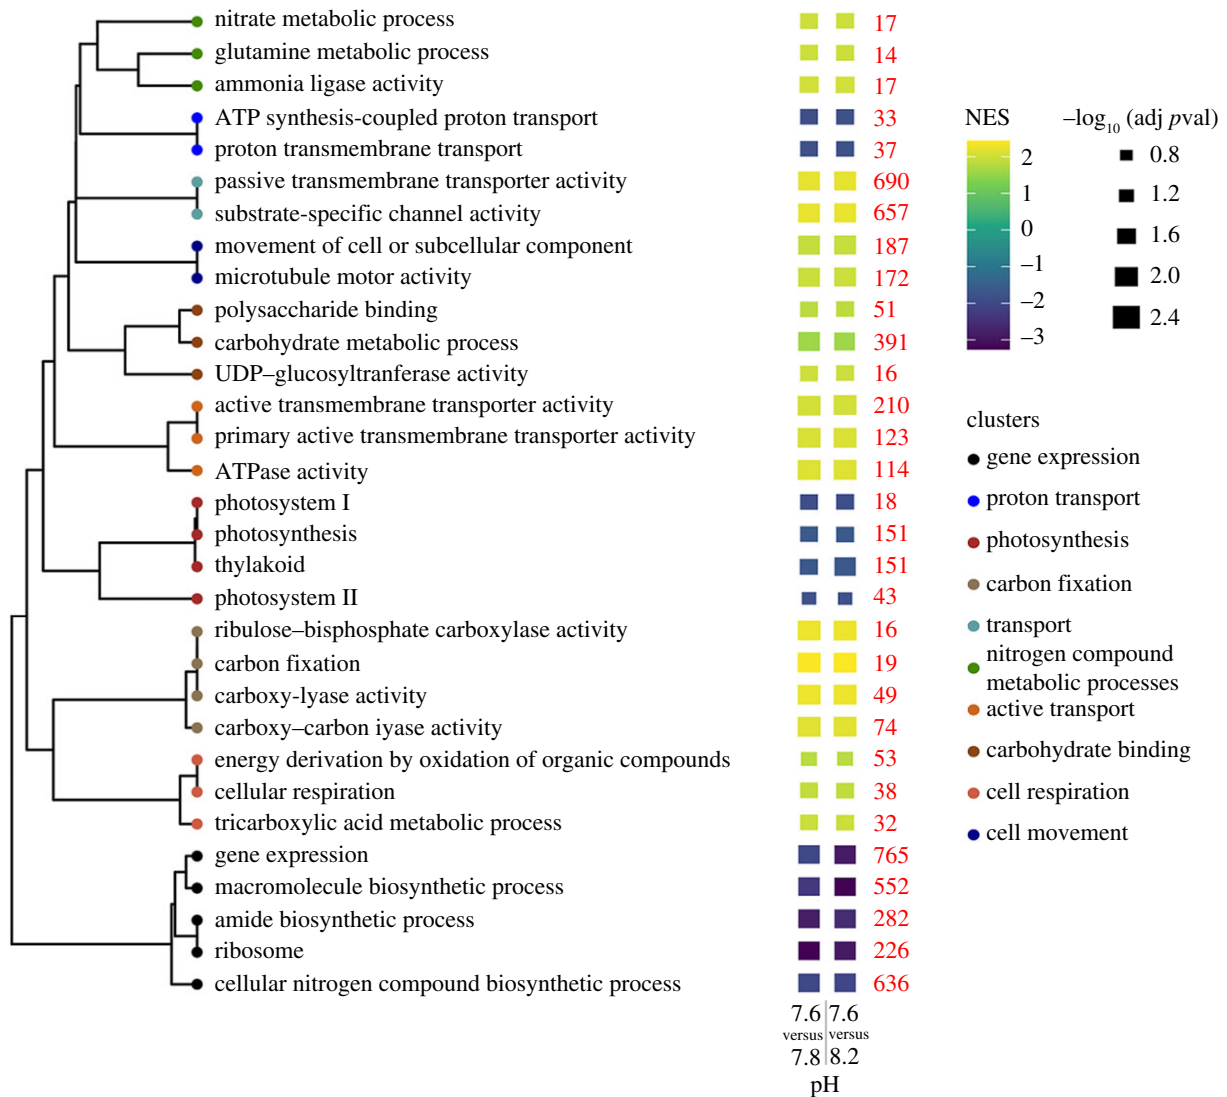 nitrate metabolic process 17
glutamine metabolic process 14
ammonia ligase activity 17
ATP synthesis-coupled proton transport 33
proton transmembrane transport 37
passive transmembrane transporter activity 690
substrate-specific channel activity 657
movement of cell or subcellular component 187
microtubule motor activity 172
polysaccharide binding 51
carbohydrate metabolic process 391
UDP–glucosyltranferase activity 16
active transmembrane transporter activity 210
primary active transmembrane transporter activity 123
ATPase activity 114
photosystem I 18
photosynthesis 151
thylakoid 151
photosystem II 43
ribulose–bisphosphate carboxylase activity 16
carbon fixation 19
carboxy-lyase activity 49
carboxy–carbon iyase activity 74
energy derivation by oxidation of organic compounds 53
cellular respiration 38
tricarboxylic acid metabolic process 32
gene expression 765
macromolecule biosynthetic process 552
amide biosynthetic process 282
ribosome 226
cellular nitrogen compound biosynthetic process 636
7.6 7.6
versus versus
7.8 8.2
pH
NES
2
1
0
–1
–2
–3
–log10 (adj pval)
0.8
1.2
1.6
2.0
2.4
clusters
gene expression
proton transport
photosynthesis
carbon fixation
transport
nitrogen compound
metabolic processes
active transport
carbohydrate binding
cell respiration
cell movement